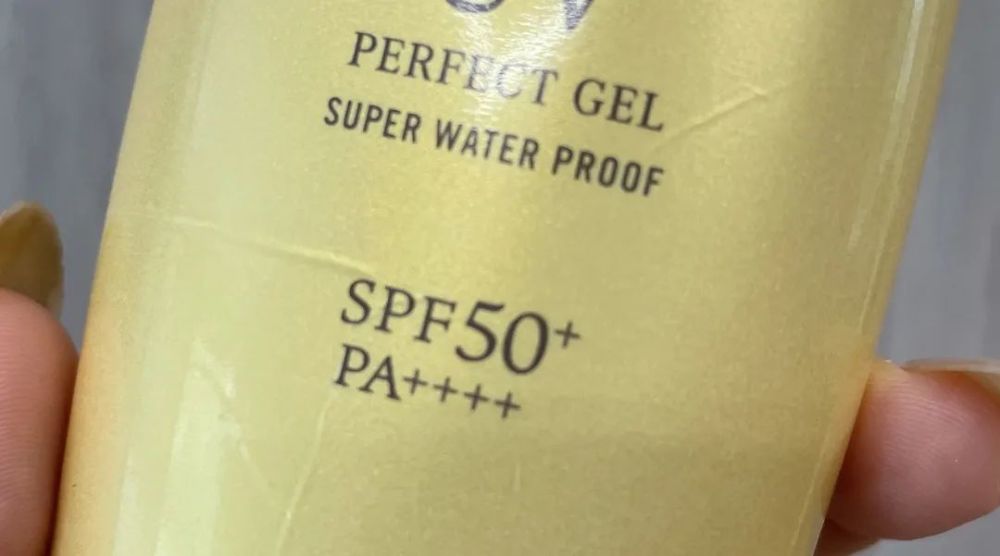 PERFECT GEL
SUPER WATER PROOF
SPF50+
PA++++